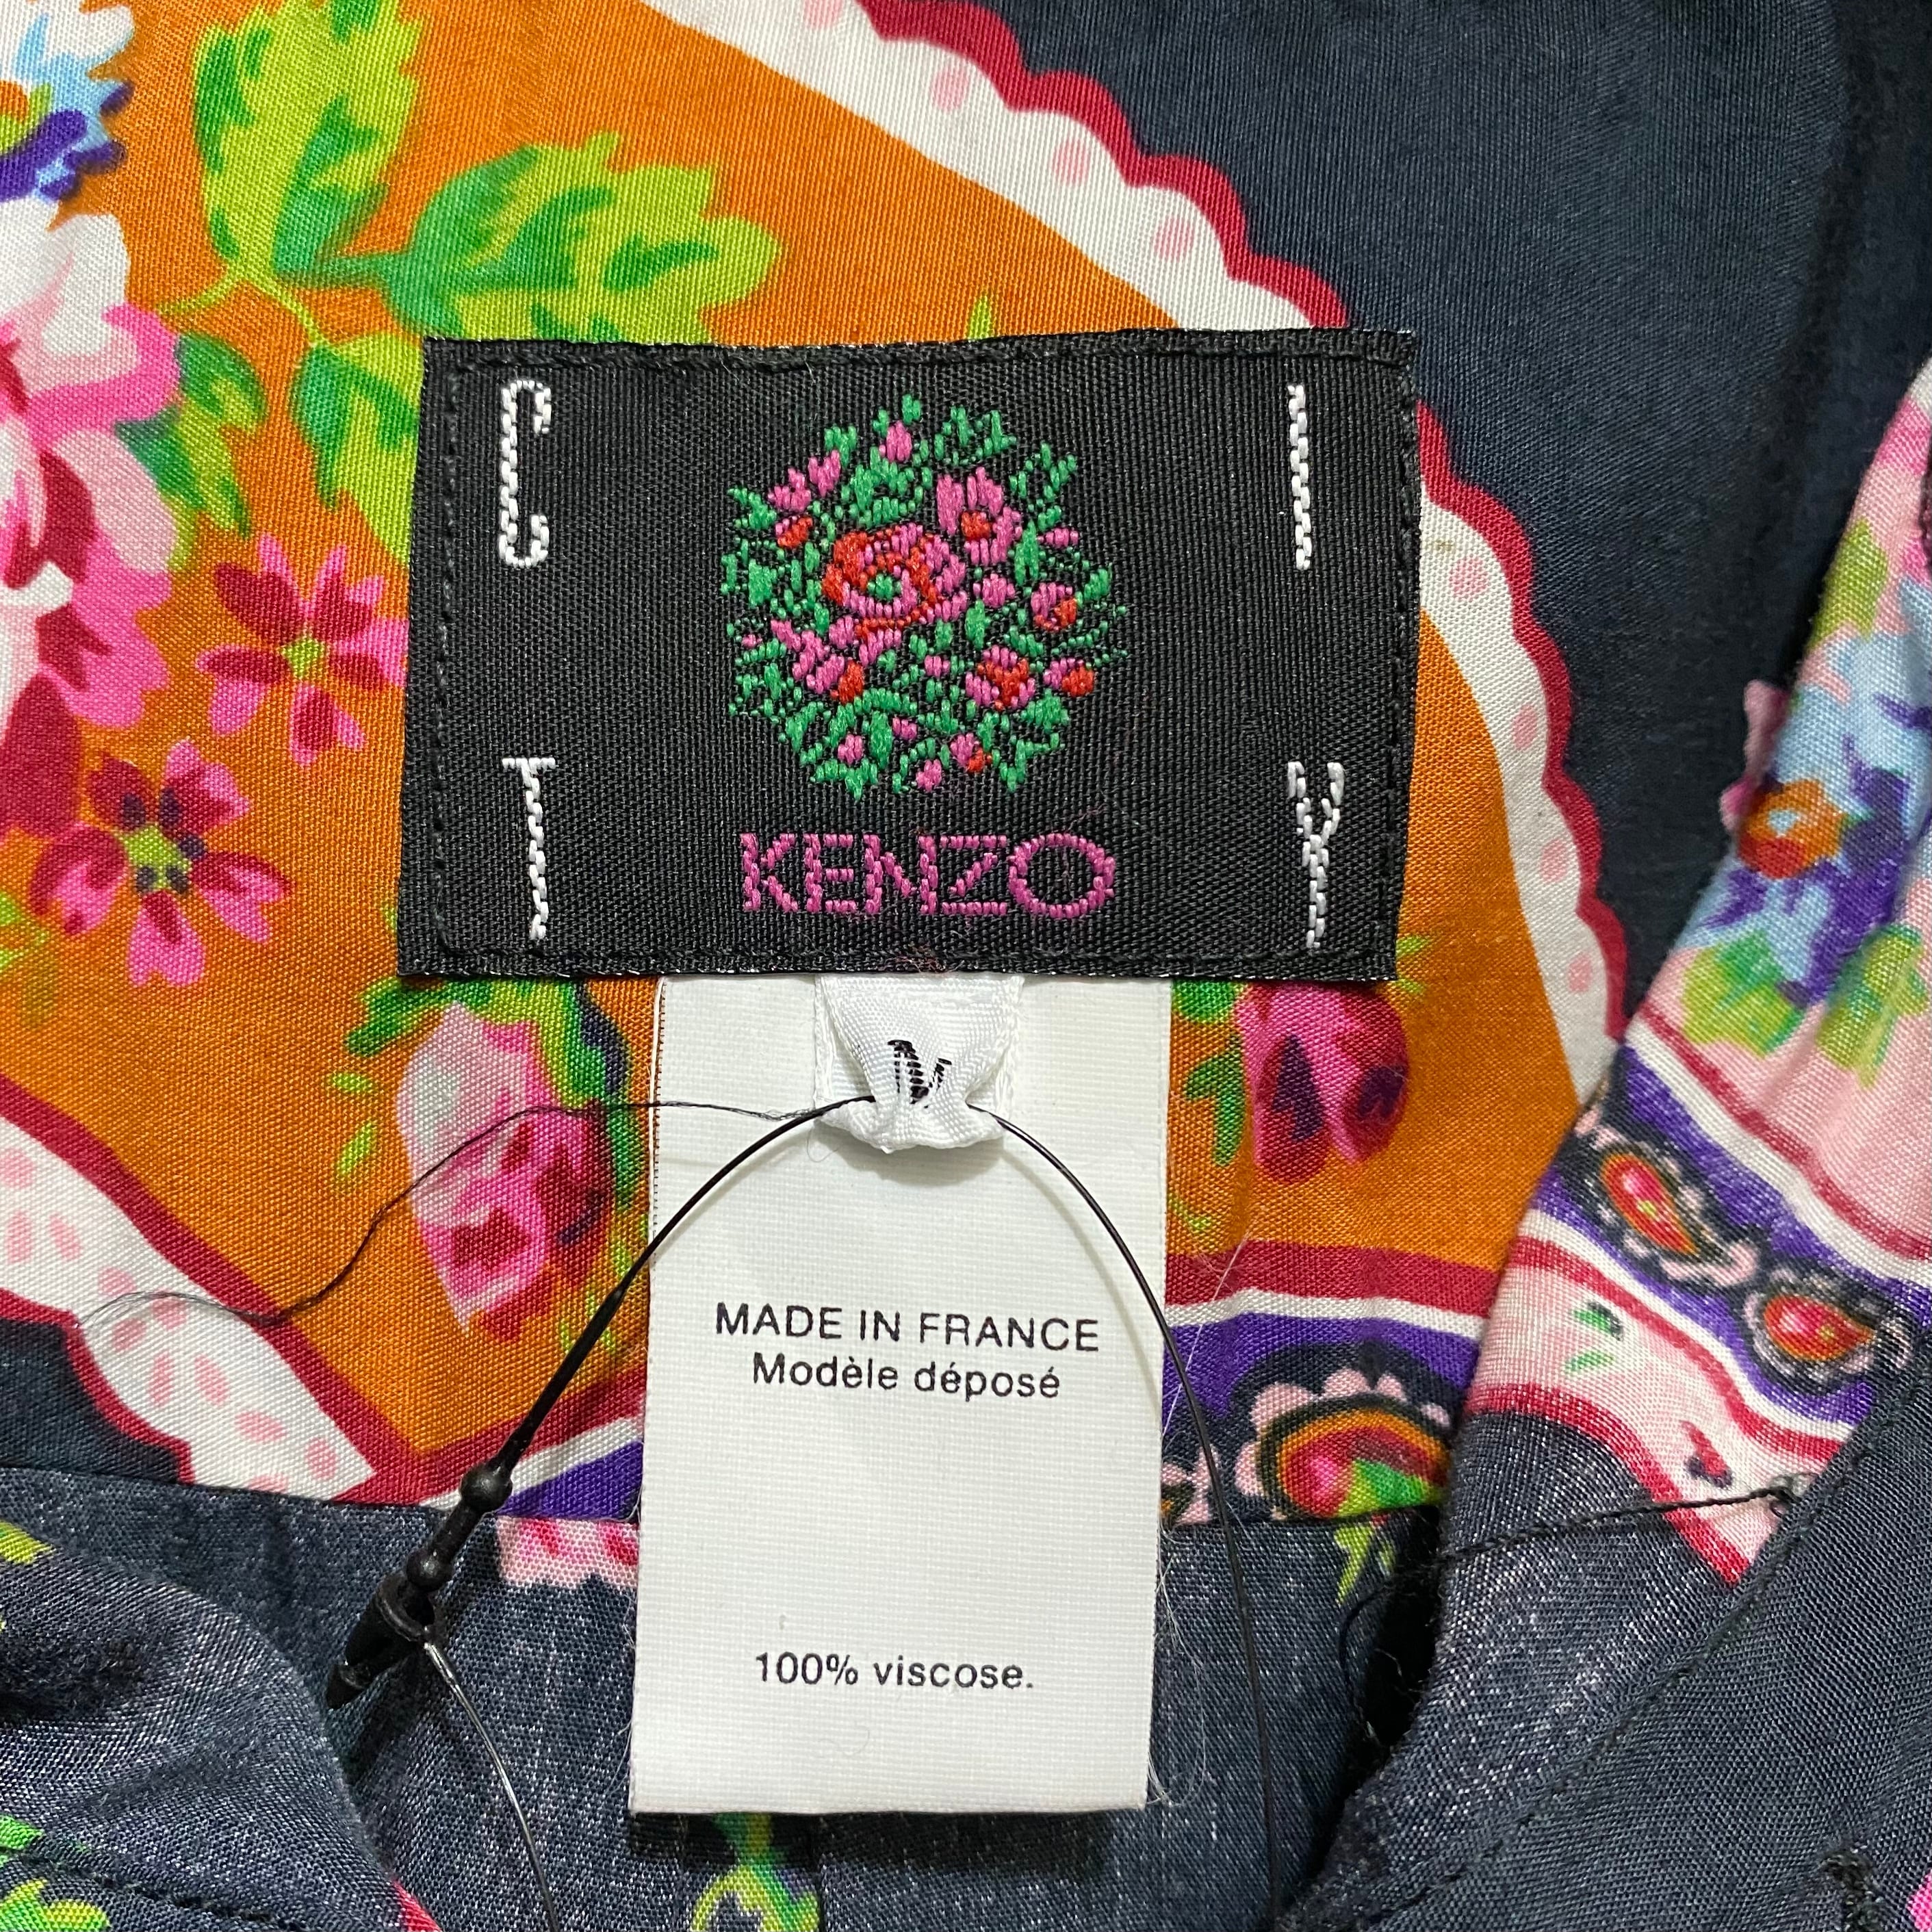 C I
T Y
KENZO
M
MADE IN FRANCE
Modèle déposé
100% viscose.